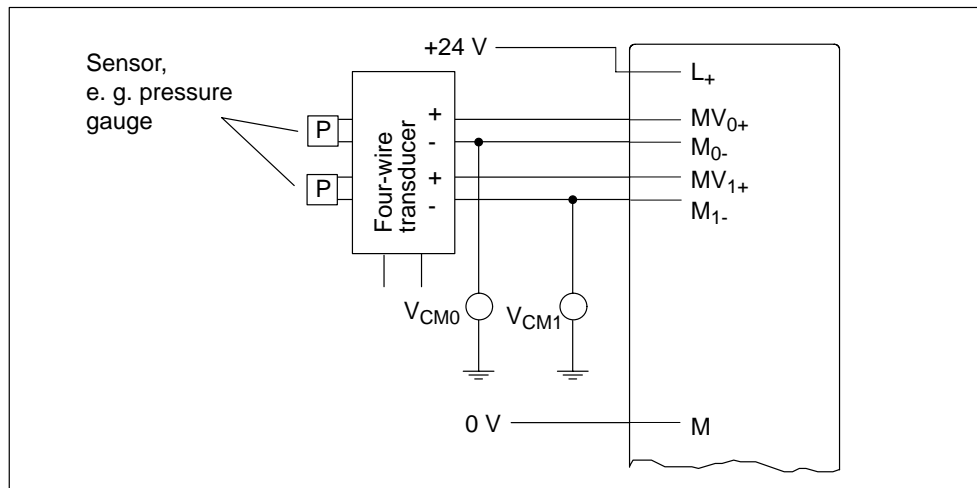 +24 V
L+
Sensor,
e. g. pressure
gauge
P
P
Four-wire
transducer
+
-
+
-
MV0+
M0-
MV1+
M1-
VCM0
VCM1
0 V
M